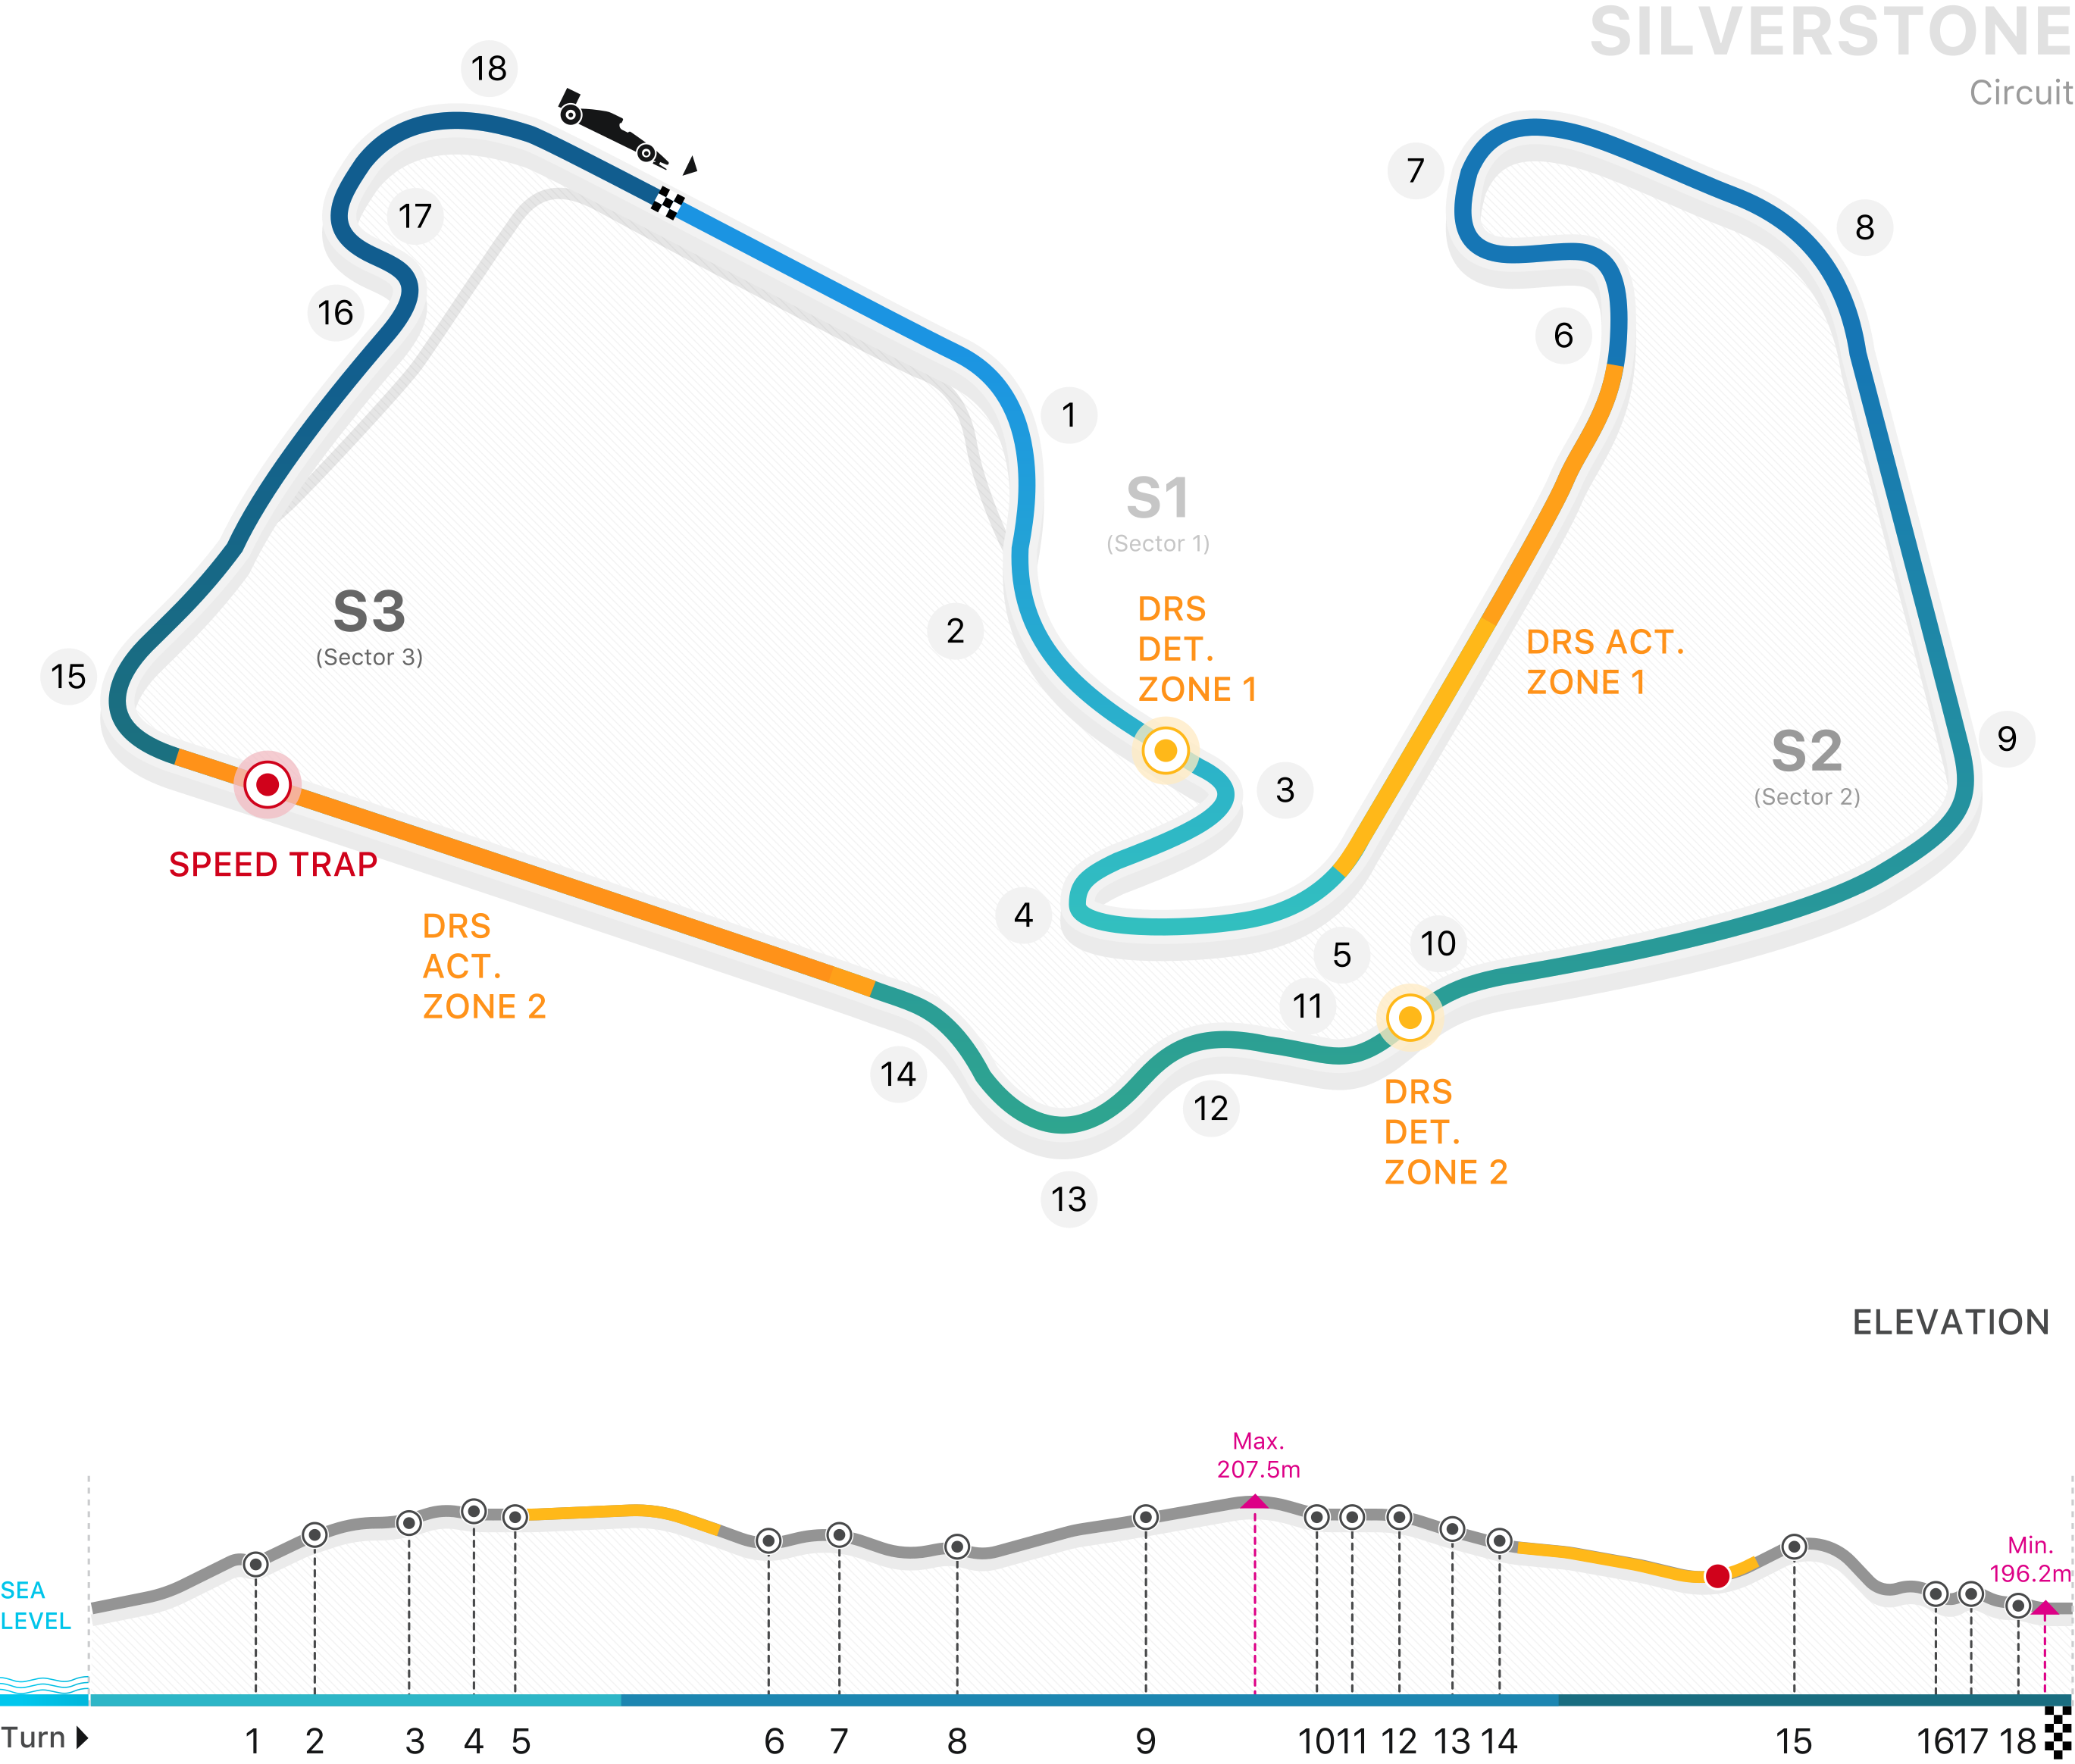 SILVERSTONE
Circuit
18
17
16
7
8
6
1
S1
(Sector 1)
2
DRS
DET.
ZONE 1
S3
(Sector 3)
15
DRS ACT.
ZONE 1
S2
(Sector 2)
9
3
SPEED TRAP
4
DRS
ACT.
ZONE 2
5
10
11
14
12
DRS
DET.
ZONE 2
13
ELEVATION
Max.
207.5m
Min.
196.2m
SEA
LEVEL
Turn 1 2 3 4 5 6 7 8 9 10 11 12 13 14 15 16 17 18